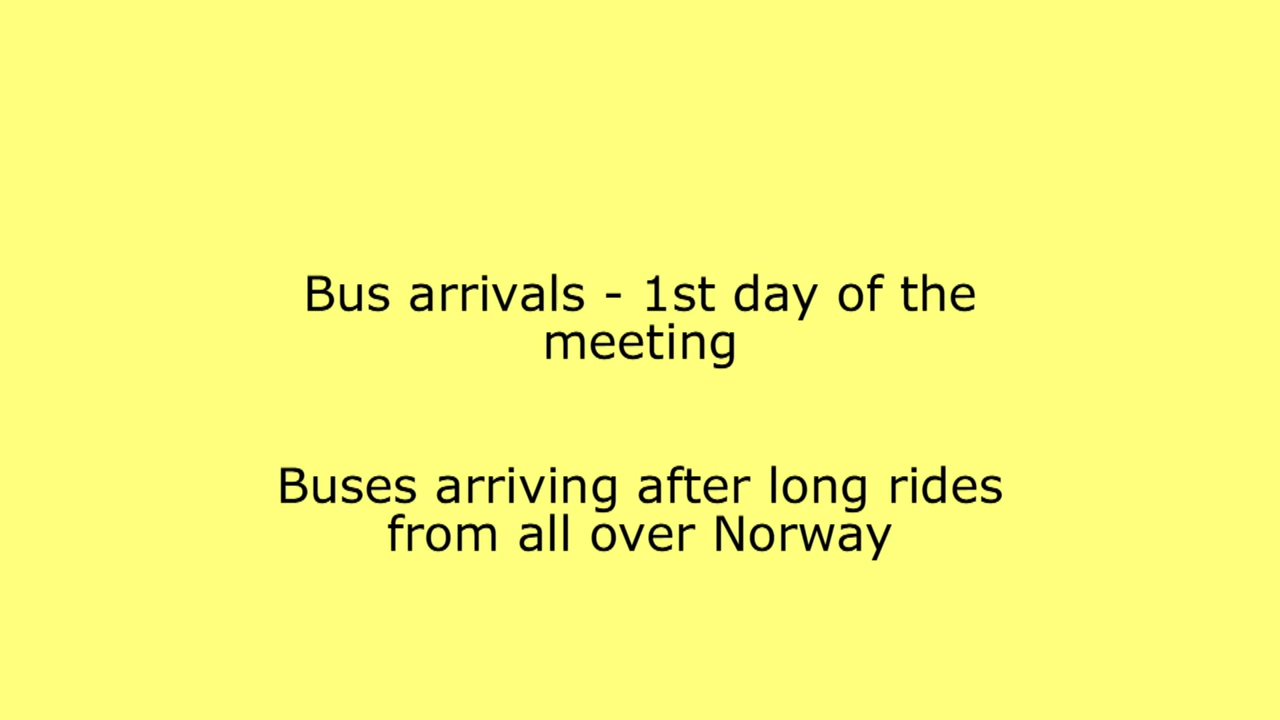 Bus arrivals - 1st day of the
meeting
Buses arriving after long rides
from all over Norway